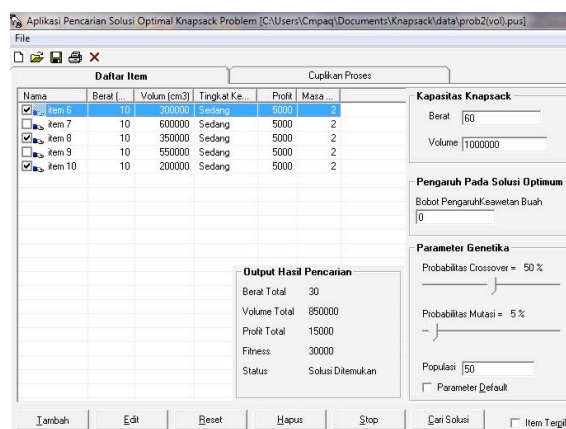 Aplikasi Pencarian Solusi Optimal Knapsack Problem [C:\Users\Cmpaq\Documents\Knapsack\data\prob2(vol).pus]
File
Daftar Item Cuplikan Proses
Nama Berat (... Volum (cm3) Tingkat Ke... Profit Masa ...
item 6 10 300000 Sedang 5000 2
item 7 10 600000 Sedang 5000 2
item 8 10 350000 Sedang 5000 2
item 9 10 550000 Sedang 5000 2
item 10 10 200000 Sedang 5000 2
Output Hasil Pencarian
Berat Total 30
Volume Total 850000
Profit Total 15000
Fitness 30000
Status Solusi Ditemukan
Kapasitas Knapsack
Berat 60
Volume 1000000
Pengaruh Pada Solusi Optimum
Bobot PengaruhKeawetan Buah
0
Parameter Genetika
Probabilitas Crossover = 50 %
Probabilitas Mutasi = 5 %
Populasi 50
Parameter Default
Tambah Edit Reset Hapus Stop Cari Solusi Item Terpil